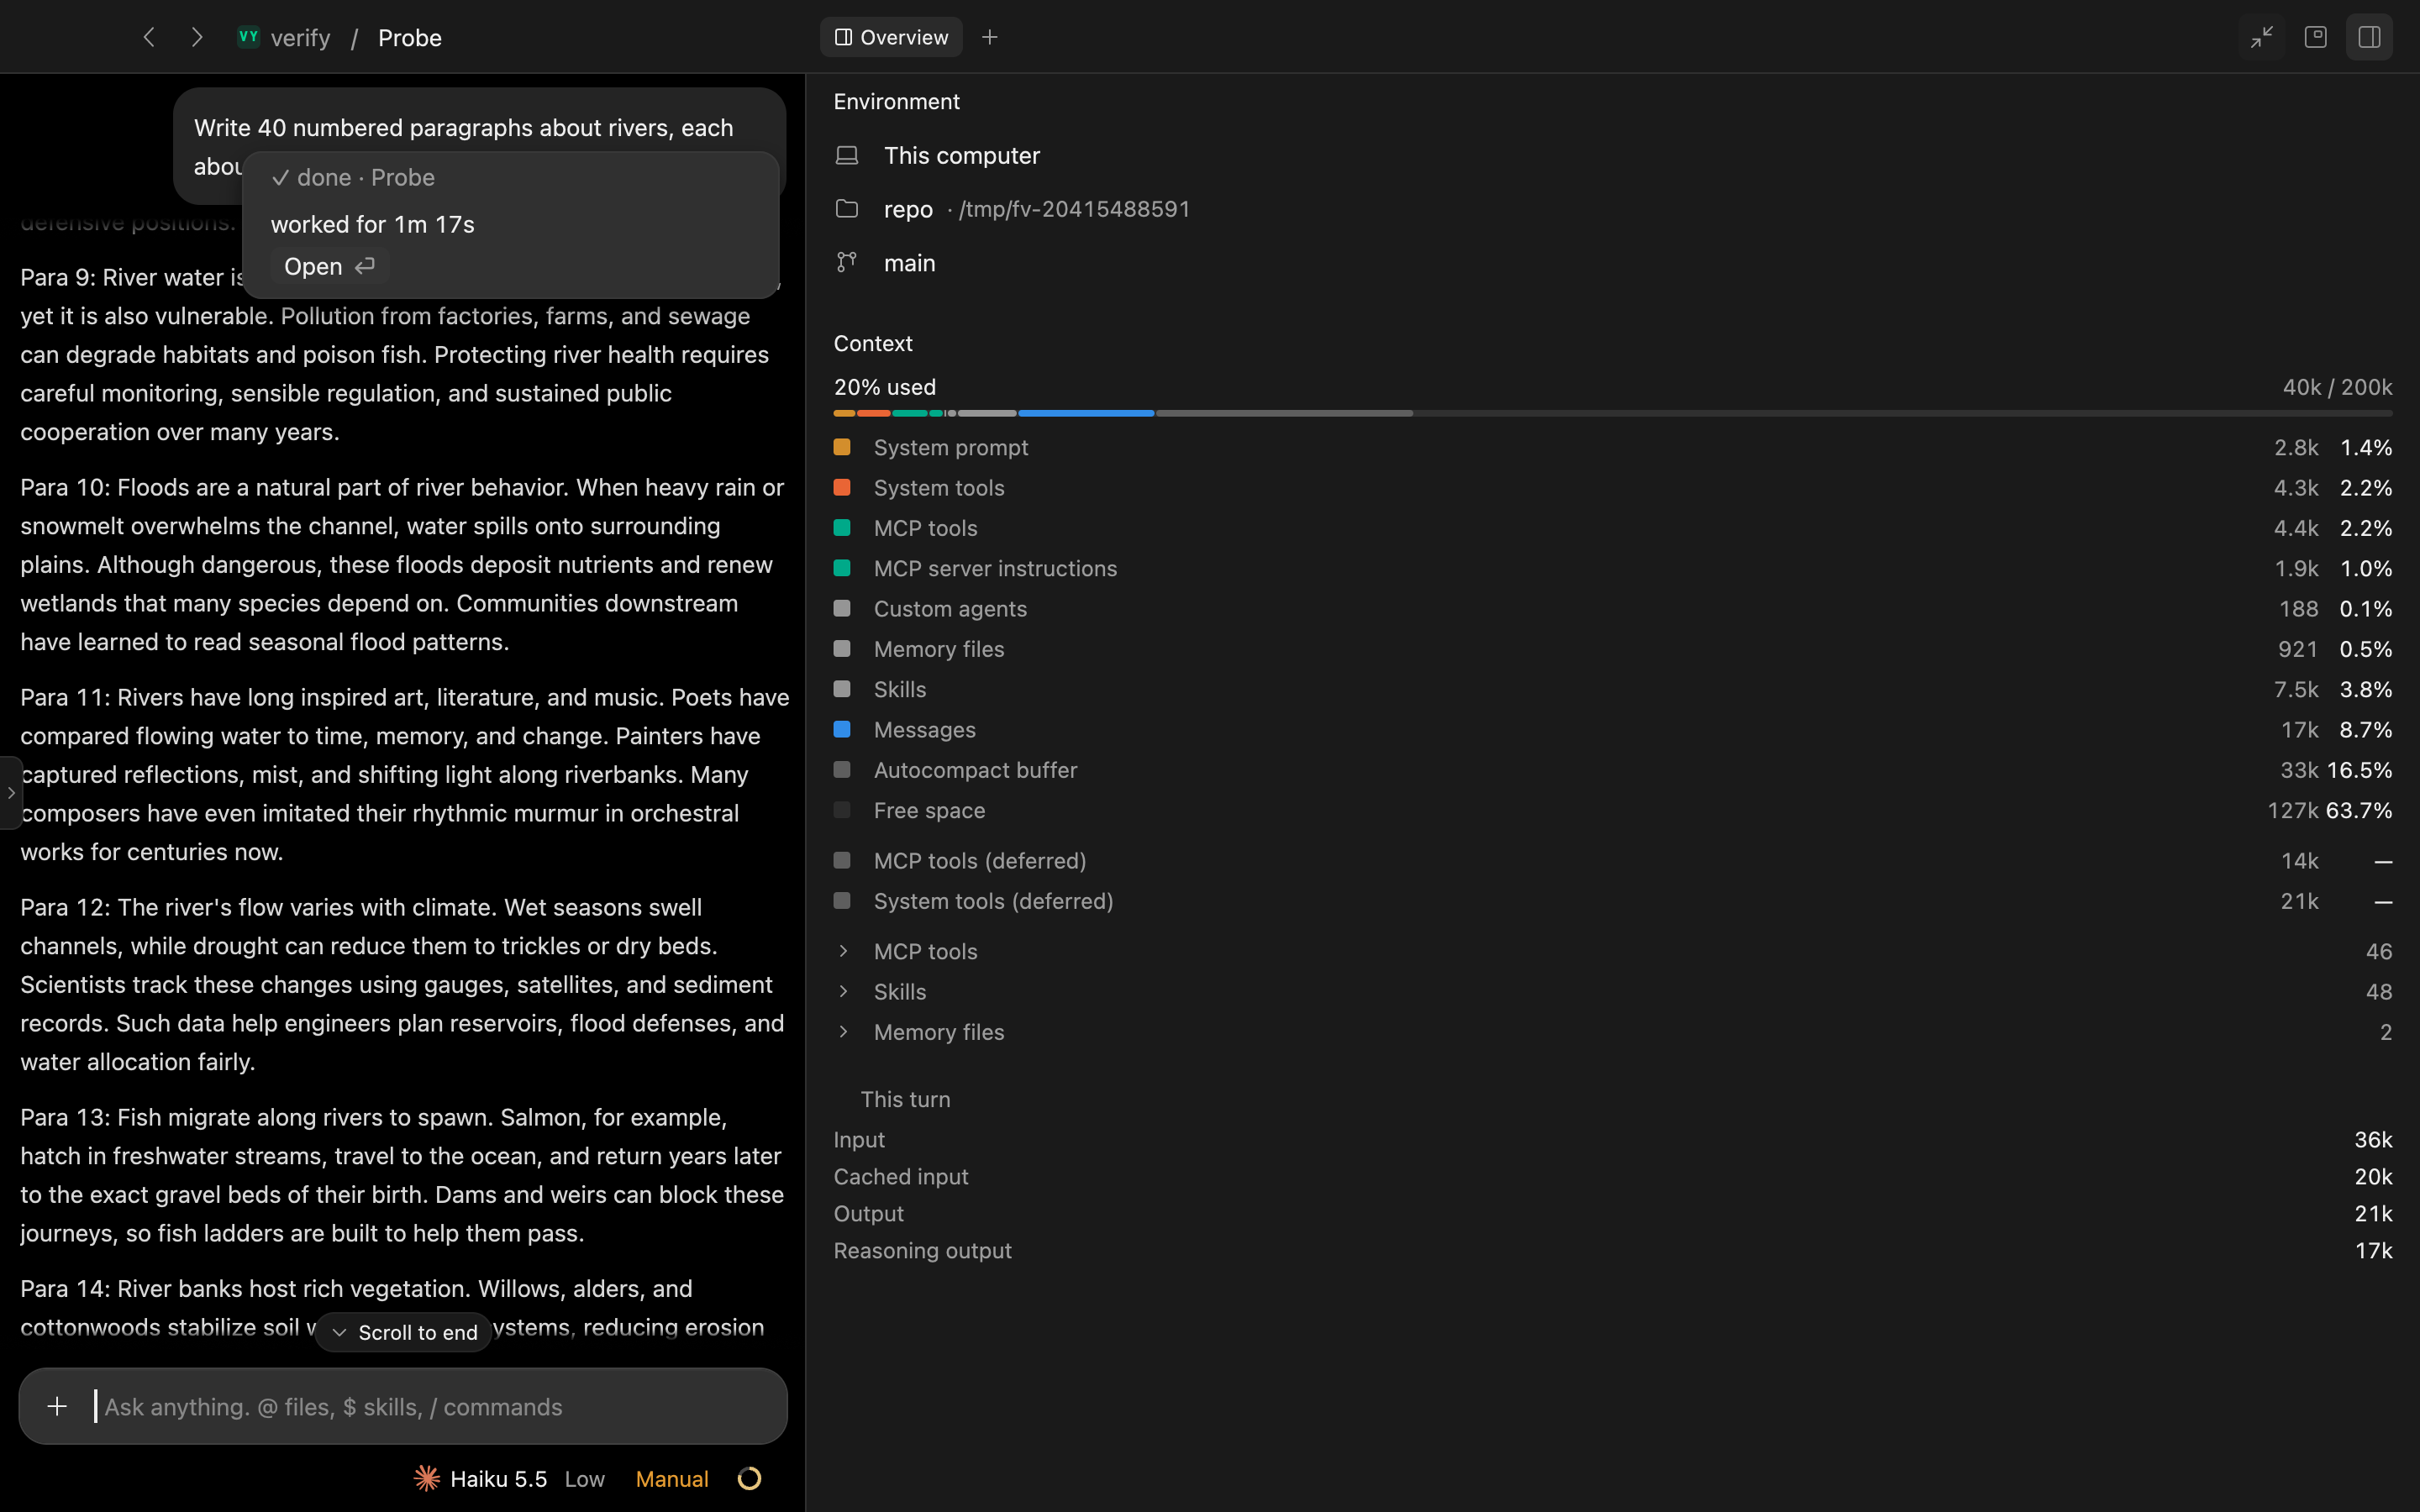 VY verify / Probe
Overview
Write 40 numbered paragraphs about rivers, each
✓ done · Probe
worked for 1m 17s
Open
defensive positions.
Para 9: River water
yet it is also vulnerable. Pollution from factories, farms, and sewage
can degrade habitats and poison fish. Protecting river health requires
careful monitoring, sensible regulation, and sustained public
cooperation over many years.
Para 10: Floods are a natural part of river behavior. When heavy rain or
snowmelt overwhelms the channel, water spills onto surrounding
plains. Although dangerous, these floods deposit nutrients and renew
wetlands that many species depend on. Communities downstream
have learned to read seasonal flood patterns.
Para 11: Rivers have long inspired art, literature, and music. Poets have
compared flowing water to time, memory, and change. Painters have
captured reflections, mist, and shifting light along riverbanks. Many
composers have even imitated their rhythmic murmur in orchestral
works for centuries now.
Para 12: The river's flow varies with climate. Wet seasons swell
channels, while drought can reduce them to trickles or dry beds.
Scientists track these changes using gauges, satellites, and sediment
records. Such data help engineers plan reservoirs, flood defenses, and
water allocation fairly.
Para 13: Fish migrate along rivers to spawn. Salmon, for example,
hatch in freshwater streams, travel to the ocean, and return years later
to the exact gravel beds of their birth. Dams and weirs can block these
journeys, so fish ladders are built to help them pass.
Para 14: River banks host rich vegetation. Willows, alders, and
cottonwoods stabilize soil ystems, reducing erosion
Scroll to end
Ask anything. @ files, $ skills, / commands
Haiku 5.5 Low Manual
Environment
This computer
repo · /tmp/fv-20415488591
main
Context
20% used 40k / 200k
System prompt 2.8k 1.4%
System tools 4.3k 2.2%
MCP tools 4.4k 2.2%
MCP server instructions 1.9k 1.0%
Custom agents 188 0.1%
Memory files 921 0.5%
Skills 7.5k 3.8%
Messages 17k 8.7%
Autocompact buffer 33k 16.5%
Free space 127k 63.7%
MCP tools (deferred) 14k —
System tools (deferred) 21k —
MCP tools 46
Skills 48
Memory files 2
This turn
Input 36k
Cached input 20k
Output 21k
Reasoning output 17k